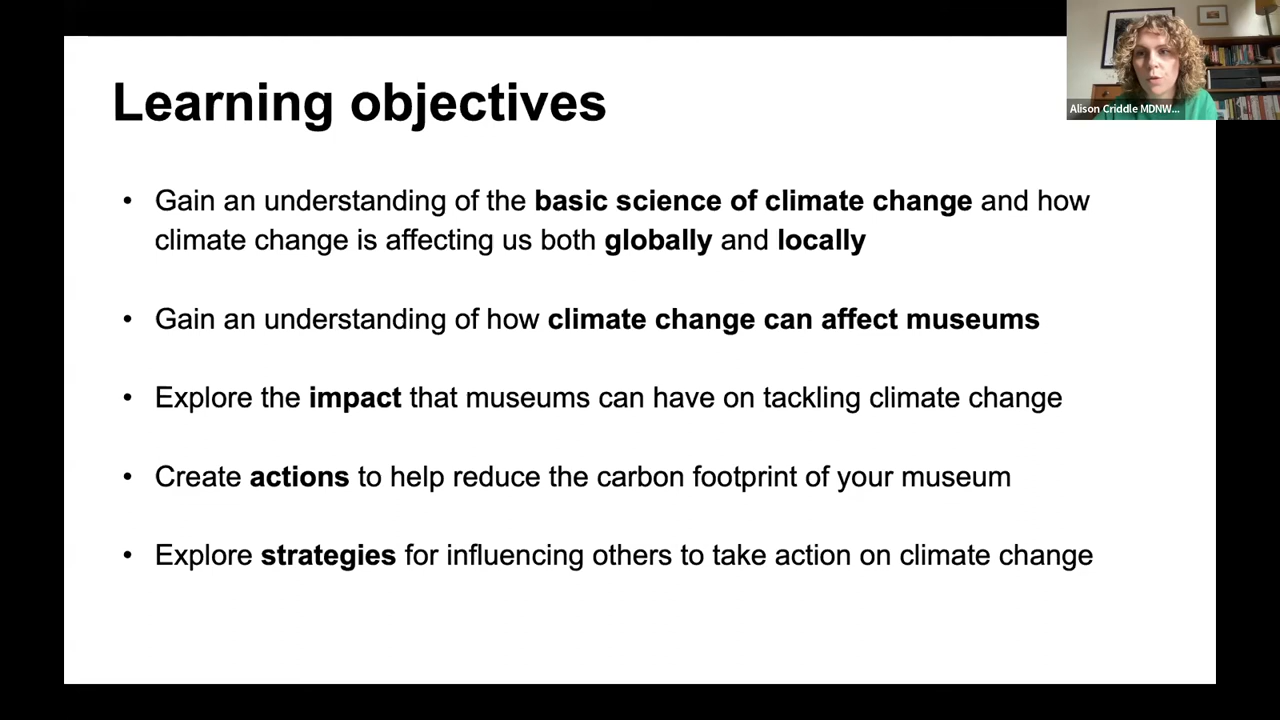 Learning objectives
Alison Criddle MDNW...
• Gain an understanding of the basic science of climate change and how
climate change is affecting us both globally and locally
• Gain an understanding of how climate change can affect museums
• Explore the impact that museums can have on tackling climate change
• Create actions to help reduce the carbon footprint of your museum
• Explore strategies for influencing others to take action on climate change